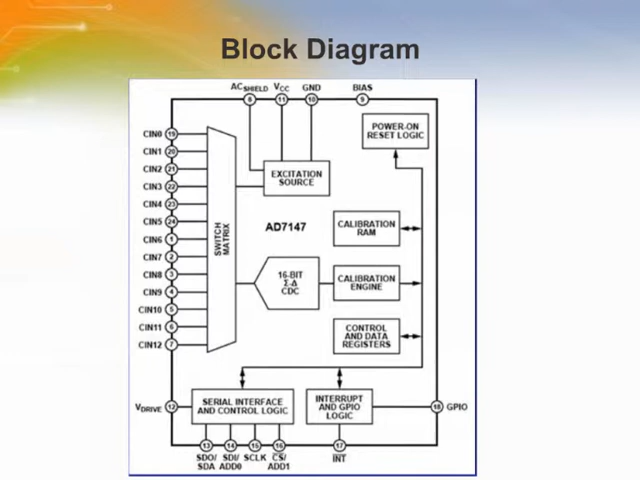 Block Diagram
ACSHIELD VCC GND BIAS
8 11 10 9
CIN0 19
CIN1 20
CIN2 21
CIN3 22
CIN4 23
CIN5 24
CIN6 1
CIN7 2
CIN8 3
CIN9 4
CIN10 5
CIN11 6
CIN12 7
SWITCH
MATRIX
POWER-ON
RESET LOGIC
EXCITATION
SOURCE
AD7147
CALIBRATION
RAM
16-BIT
Σ-Δ
CDC
CALIBRATION
ENGINE
CONTROL
AND DATA
REGISTERS
VDRIVE 12
SERIAL INTERFACE
AND CONTROL LOGIC
INTERRUPT
AND GPIO
LOGIC
18 GPIO
13 14 15 16 17
SDO/ SDI/ SCLK CS/ INT
SDA ADD0 ADD1